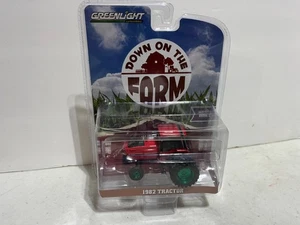 GREENLIGHT
DOWN ON THE
FARM
1982 TRACTOR